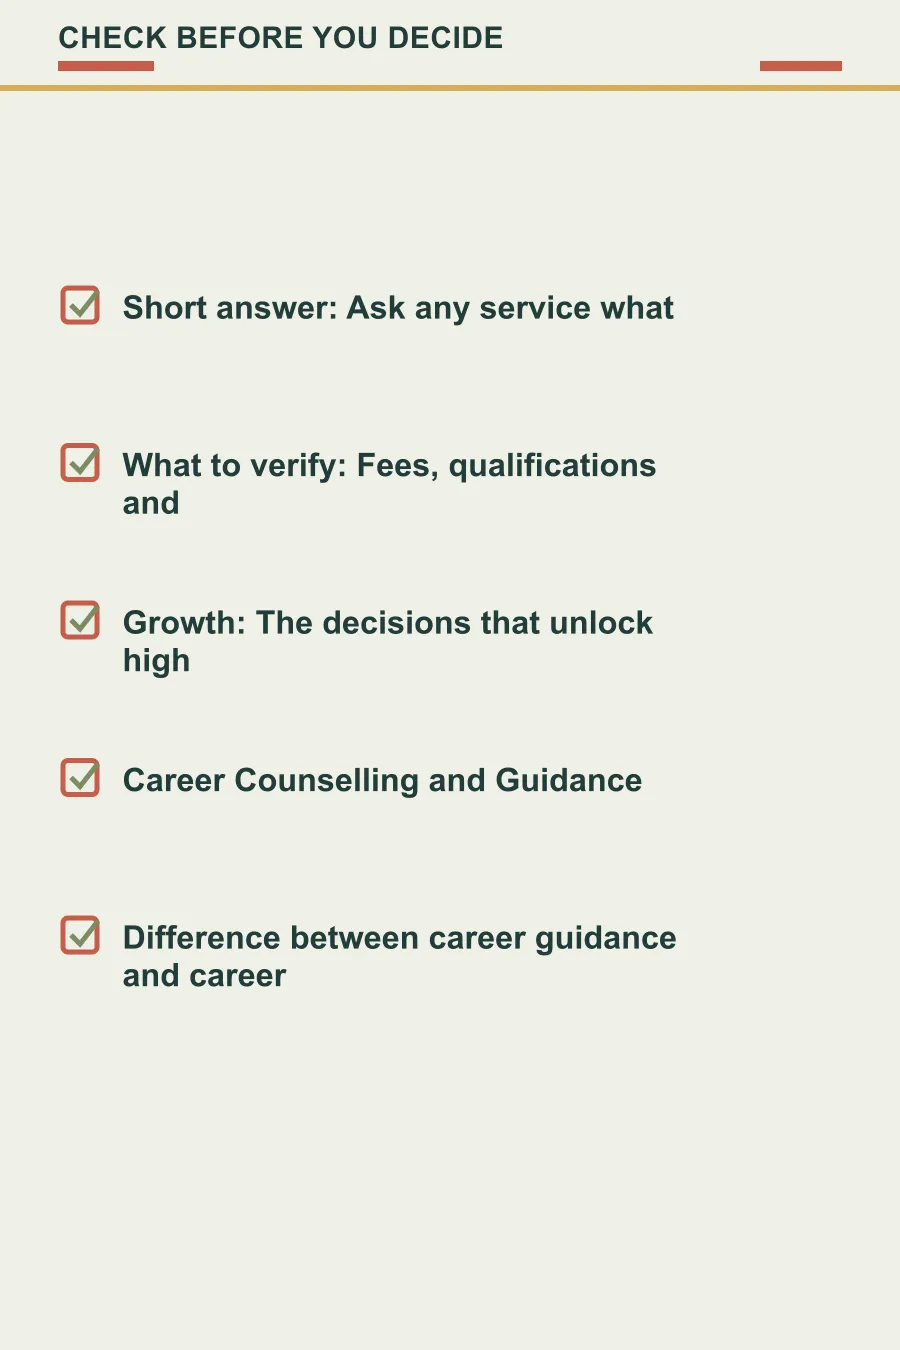 CHECK BEFORE YOU DECIDE
Short answer: Ask any service what
What to verify: Fees, qualifications
and
Growth: The decisions that unlock
high
Career Counselling and Guidance
Difference between career guidance
and career